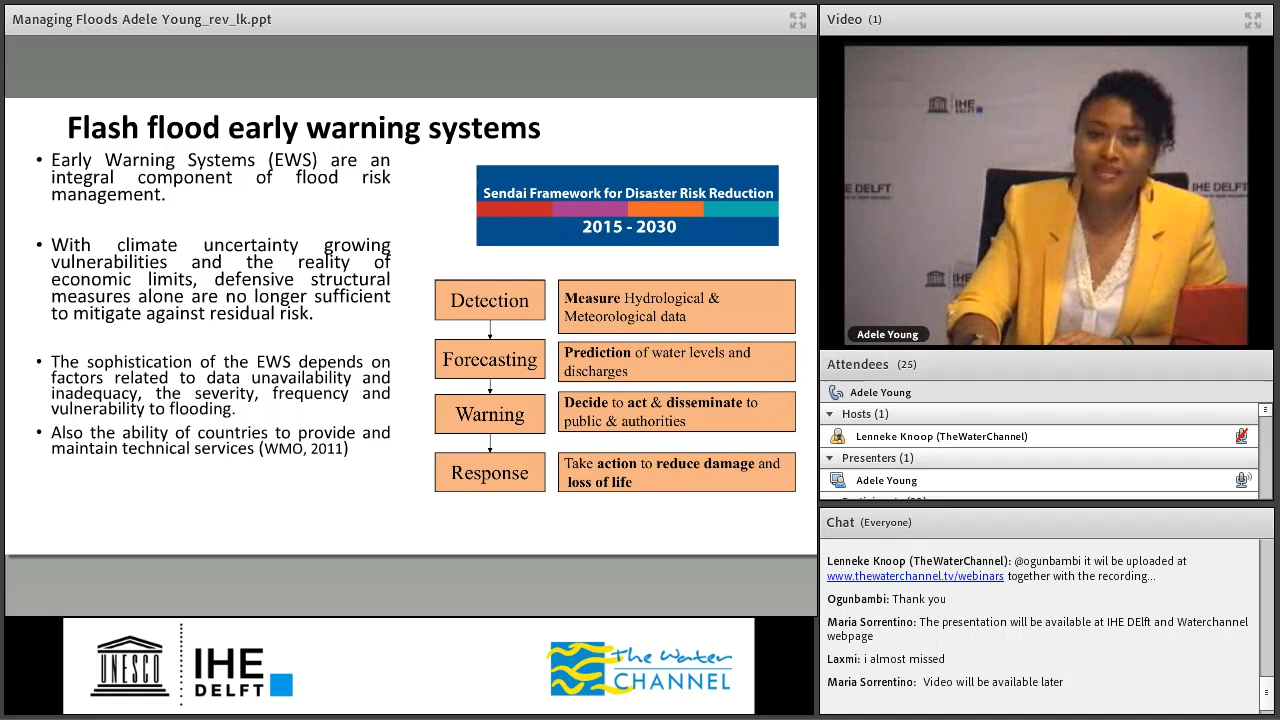 Managing Floods Adele Young_rev_lk.ppt
Flash flood early warning systems
• Early Warning Systems (EWS) are an
integral component of flood risk
management.
• With climate uncertainty growing
vulnerabilities and the reality of
economic limits, defensive structural
measures alone are no longer sufficient
to mitigate against residual risk.
• The sophistication of the EWS depends on
factors related to data unavailability and
inadequacy, the severity, frequency and
vulnerability to flooding.
• Also the ability of countries to provide and
maintain technical services (WMO, 2011)
Sendai Framework for Disaster Risk Reduction
2015 - 2030
Detection
Measure Hydrological &
Meteorological data
Forecasting
Prediction of water levels and
discharges
Warning
Decide to act & disseminate to
public & authorities
Response
Take action to reduce damage and
loss of life
UNESCO
IHE
DELFT
The Water
CHANNEL
Video (1)
IHE
DELFT
IHE DELFT
IHE DELFT
IHE
Adele Young
Attendees (25)
Adele Young
Hosts (1)
Lenneke Knoop (TheWaterChannel)
Presenters (1)
Adele Young
Chat (Everyone)
Lenneke Knoop (TheWaterChannel): @ogunbambi it wil be uploaded at
www.thewaterchannel.tv/webinars together with the recording...
Ogunbambi: Thank you
Maria Sorrentino: The presentation will be available at IHE DElft and Waterchannel
webpage
Laxmi: i almost missed
Maria Sorrentino: Video will be available later